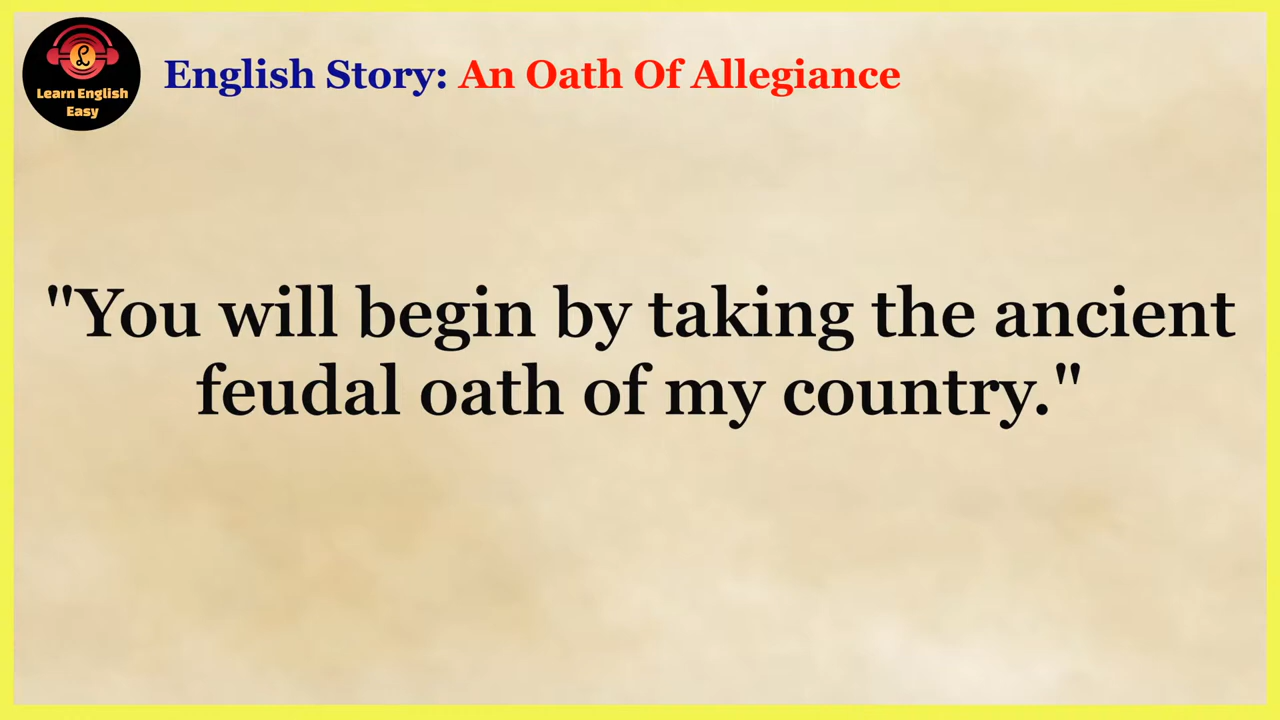 Learn English
Easy
English Story: An Oath Of Allegiance
"You will begin by taking the ancient
feudal oath of my country."